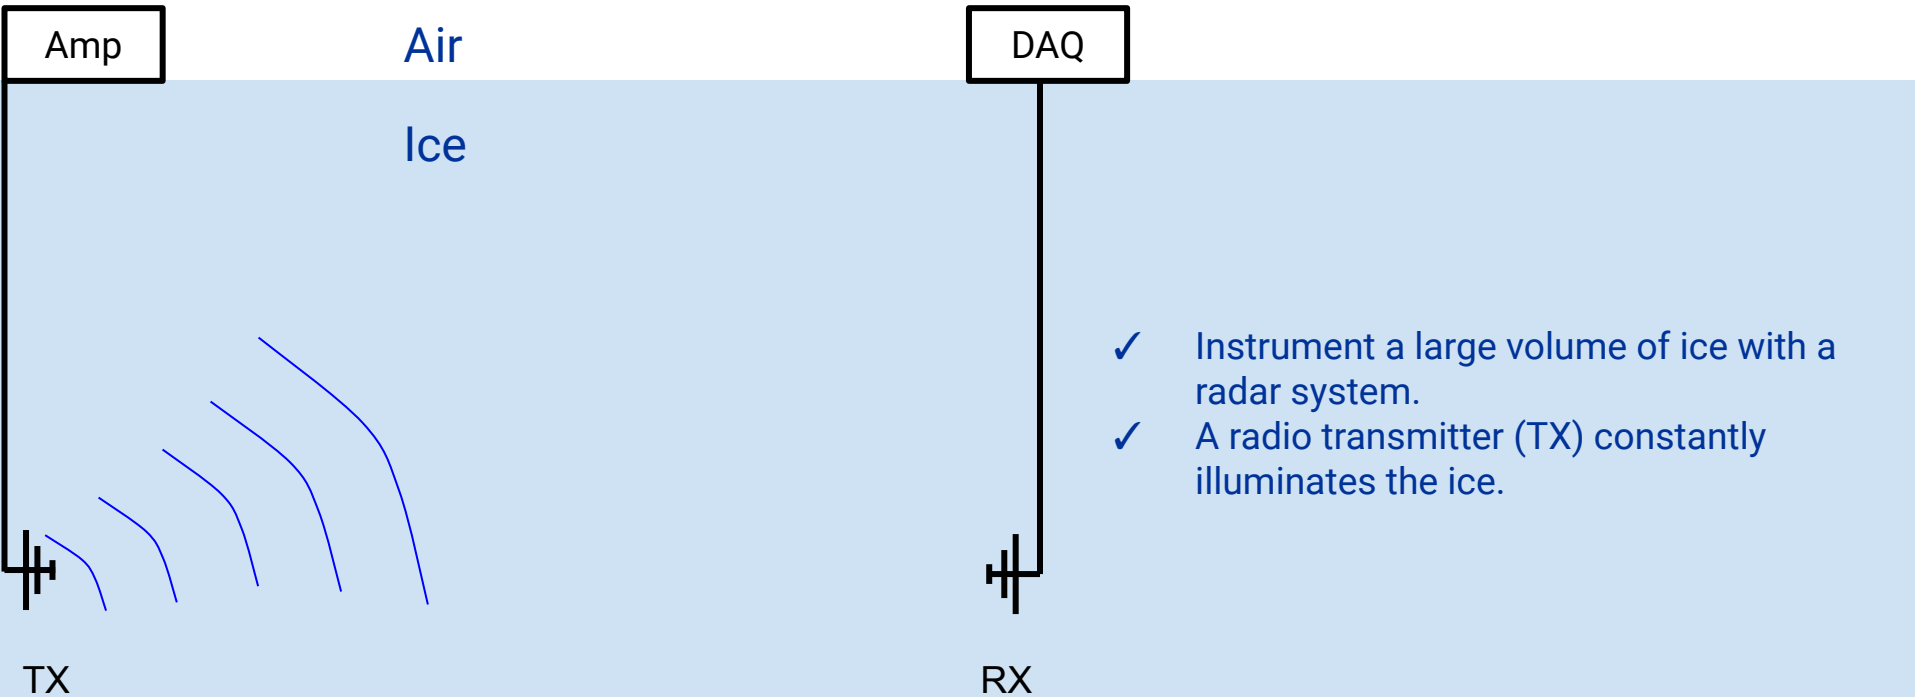 Amp
Air
DAQ
Ice
✓ Instrument a large volume of ice with a
radar system.
✓ A radio transmitter (TX) constantly
illuminates the ice.
TX
RX